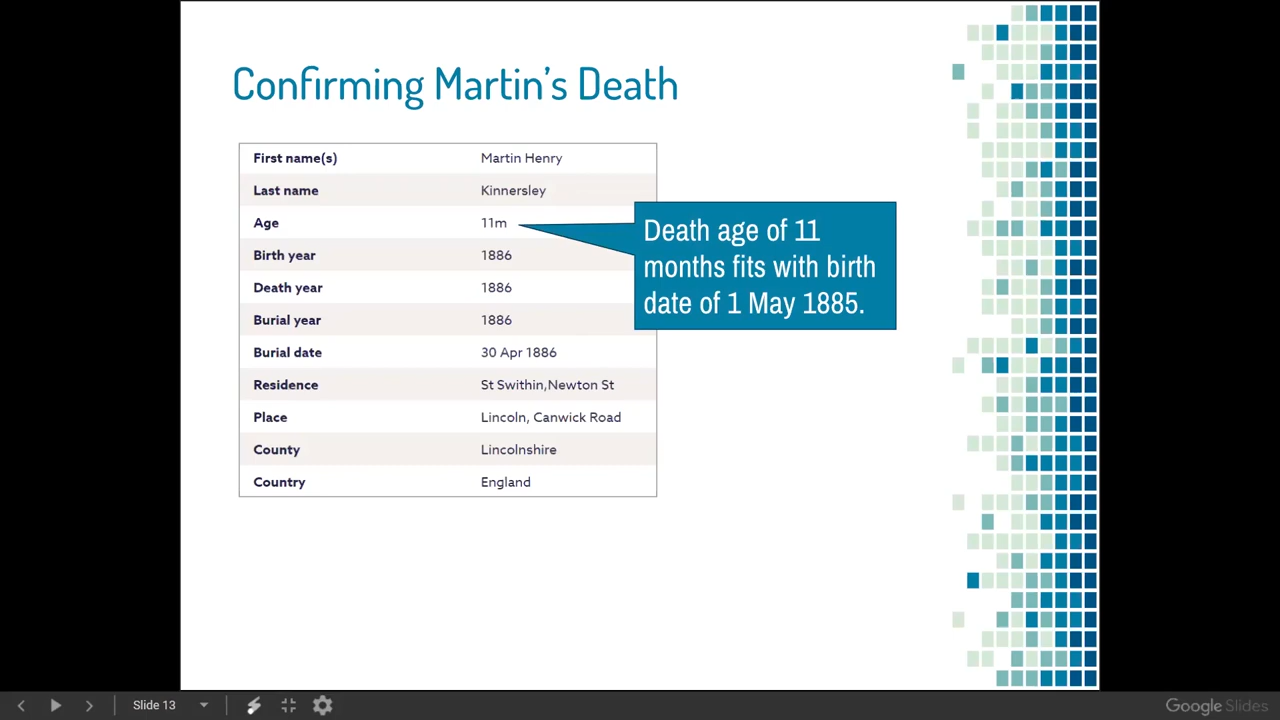 Confirming Martin's Death
First name(s) Martin Henry
Last name Kinnersley
Age 11m
Birth year 1886
Death year 1886
Burial year 1886
Burial date 30 Apr 1886
Residence St Swithin,Newton St
Place Lincoln, Canwick Road
County Lincolnshire
Country England
Death age of 11
months fits with birth
date of 1 May 1885.
Slide 13
Google Slides